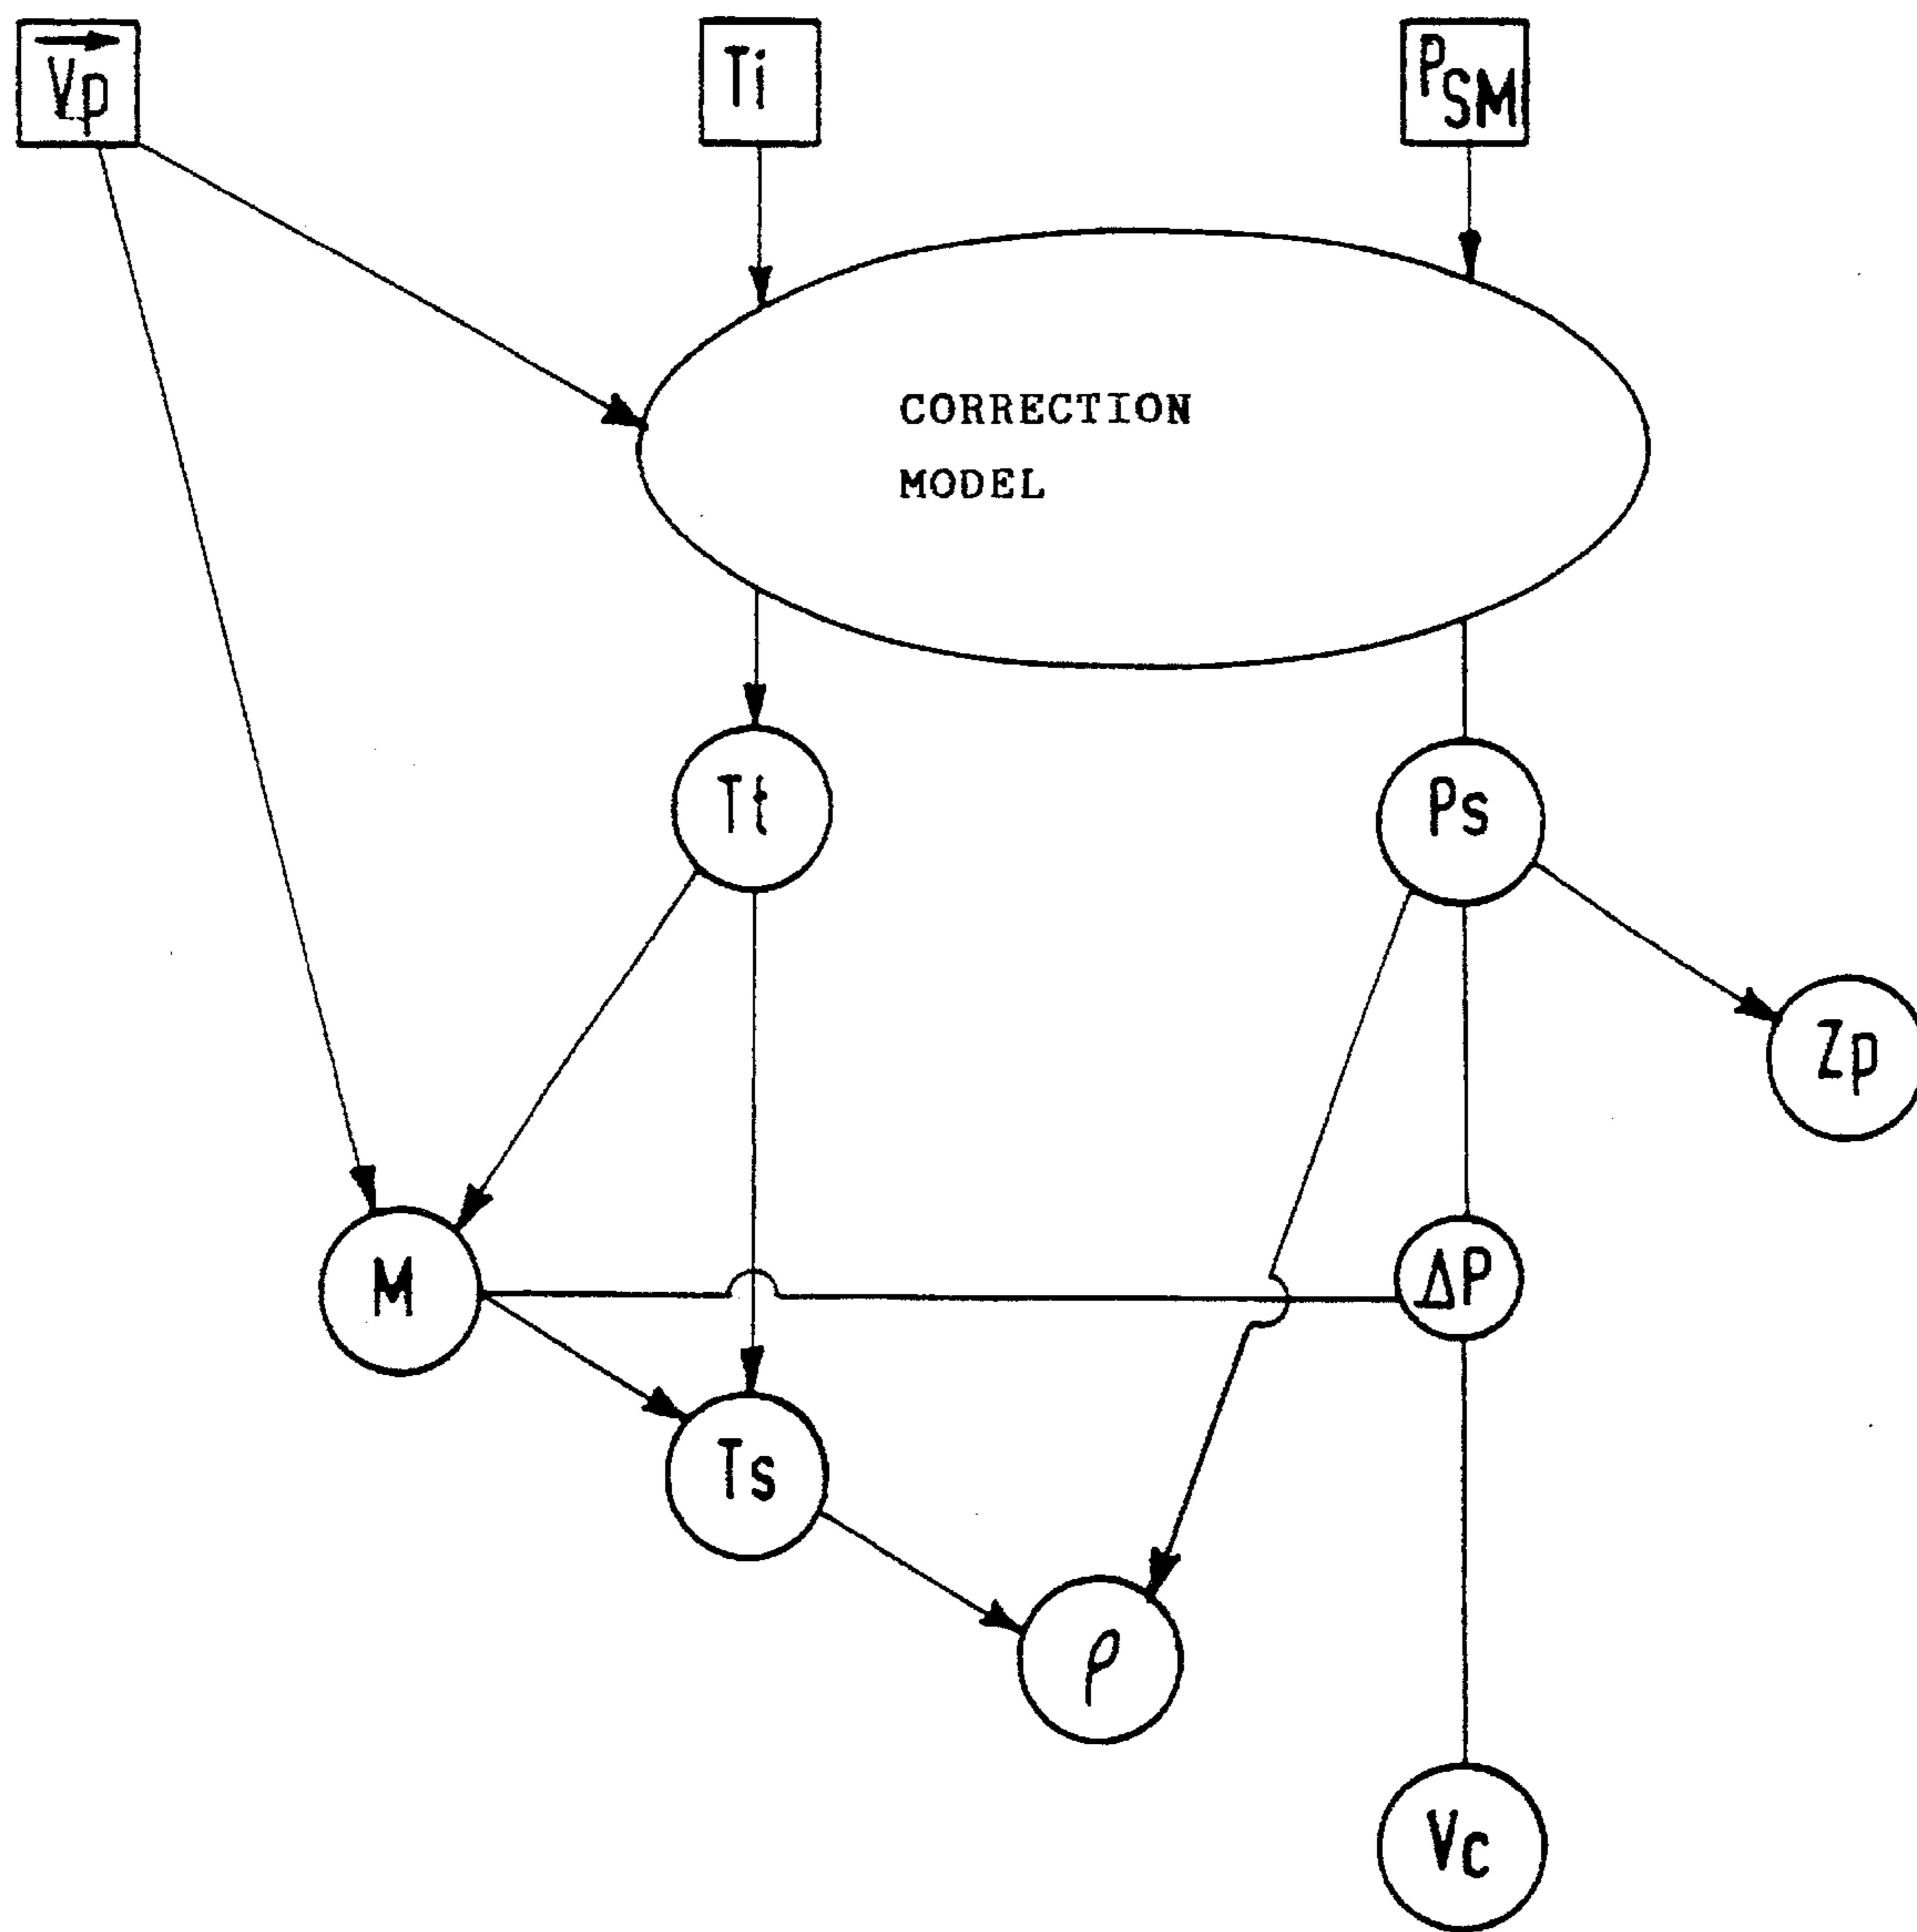 Vp
Ti
PSM
CORRECTION
MODEL
Tt
Ps
Zp
M
ΔP
Ts
ρ
Vc